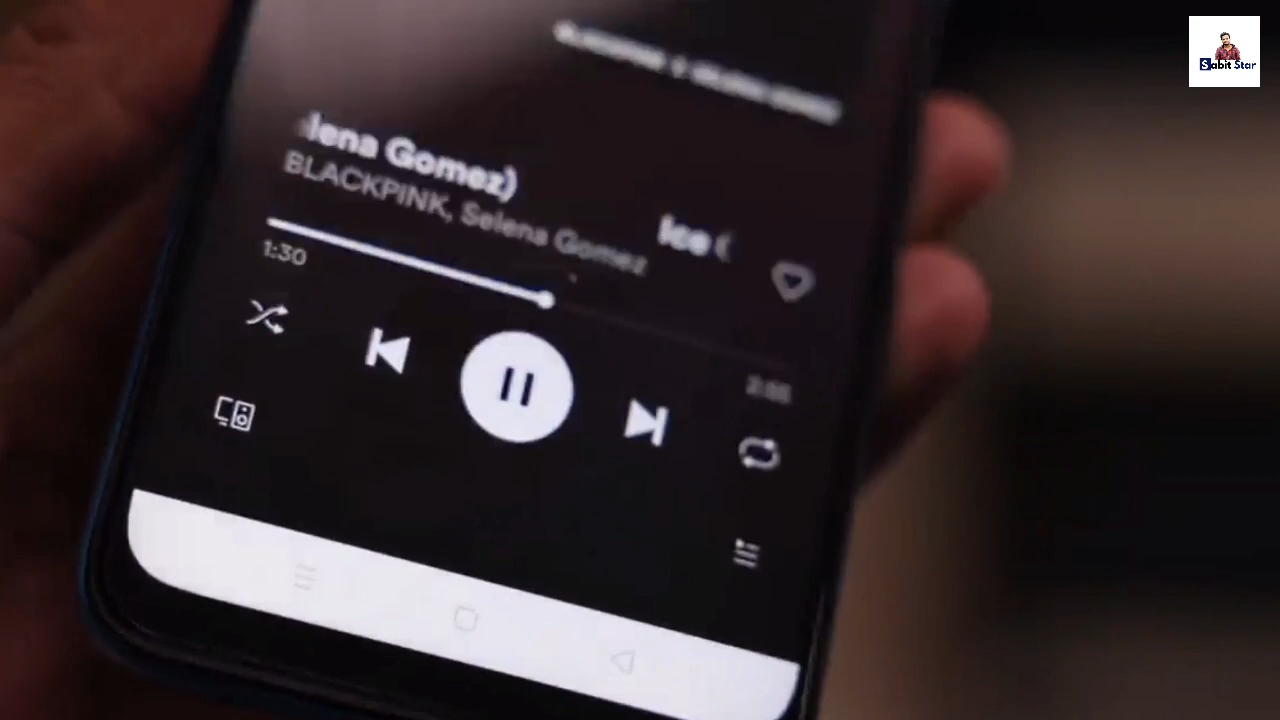 Sabit Star
lena Gomez)
Ice (
BLACKPINK, Selena Gomez
1:30